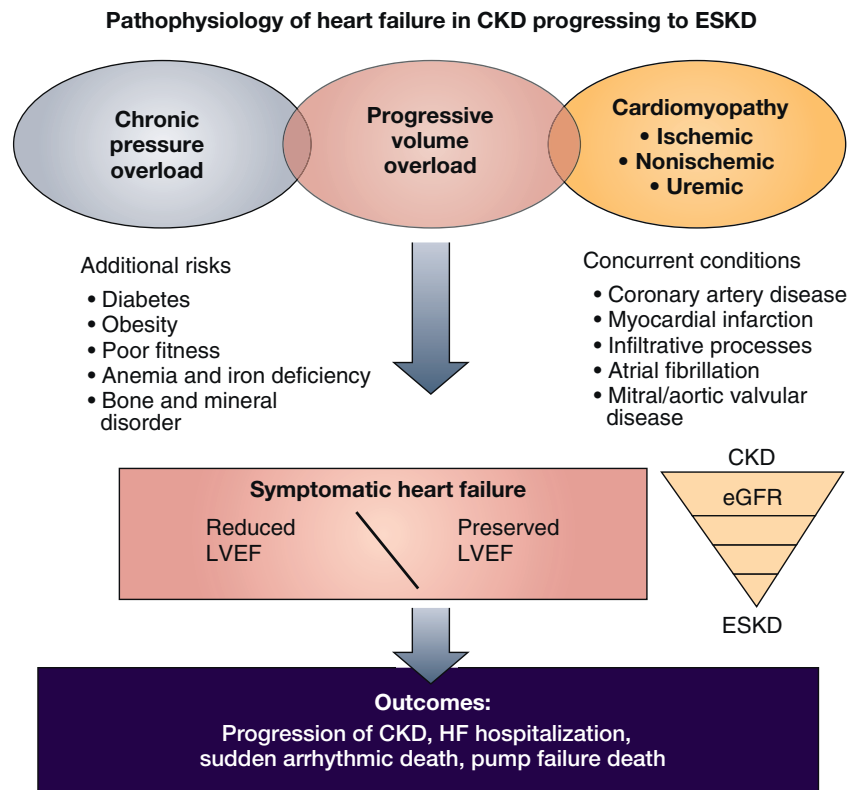 Pathophysiology of heart failure in CKD progressing to ESKD
Chronic
pressure
overload
Progressive
volume
overload
Cardiomyopathy
• Ischemic
• Nonischemic
• Uremic
Additional risks
• Diabetes
• Obesity
• Poor fitness
• Anemia and iron deficiency
• Bone and mineral
disorder
Concurrent conditions
• Coronary artery disease
• Myocardial infarction
• Infiltrative processes
• Atrial fibrillation
• Mitral/aortic valvular
disease
Symptomatic heart failure
Reduced
LVEF
Preserved
LVEF
CKD
eGFR
ESKD
Outcomes:
Progression of CKD, HF hospitalization,
sudden arrhythmic death, pump failure death